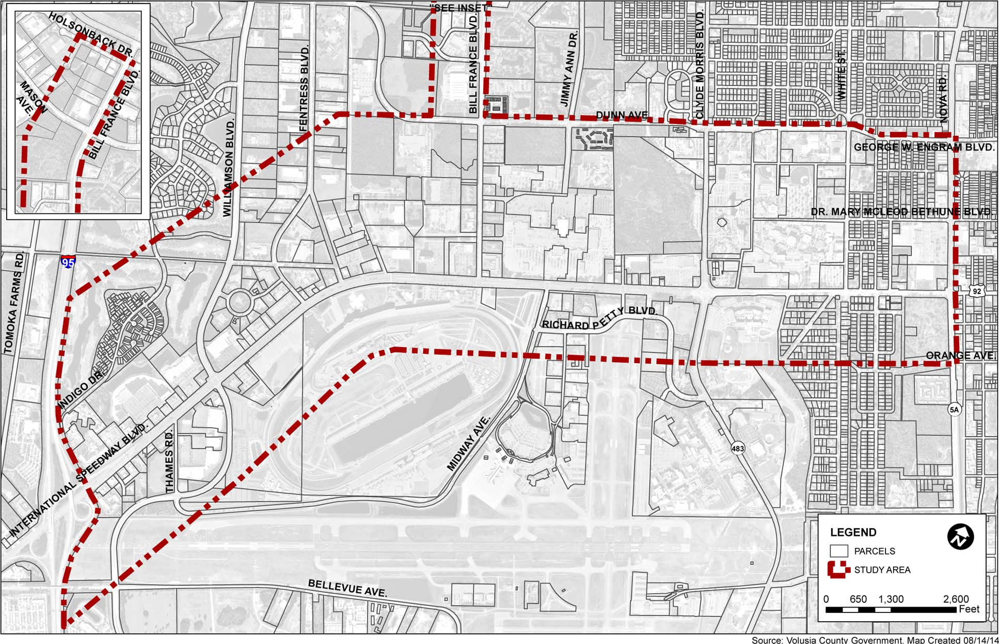 "SEE INSET"
HOLSONBACK DR.
MASON
AVE.
BILL FRANCE BLVD.
WILLIAMSON BLVD.
FENTRESS BLVD.
BILL FRANCE BLVD.
JIMMY ANN DR.
CLYDE MORRIS BLVD.
WHITE ST.
NOVA RD.
DUNN AVE.
GEORGE W. ENGRAM BLVD.
DR. MARY MCLEOD BETHUNE BLVD.
TOMOKA FARMS RD.
95
92
RICHARD PETTY BLVD.
ORANGE AVE.
INDIGO DR.
5A
INTERNATIONAL SPEEDWAY BLVD.
THAMES RD.
MIDWAY AVE.
483
BELLEVUE AVE.
LEGEND
N
PARCELS
STUDY AREA
0 650 1,300 2,600
Feet
Source: Volusia County Government. Map Created 08/14/14